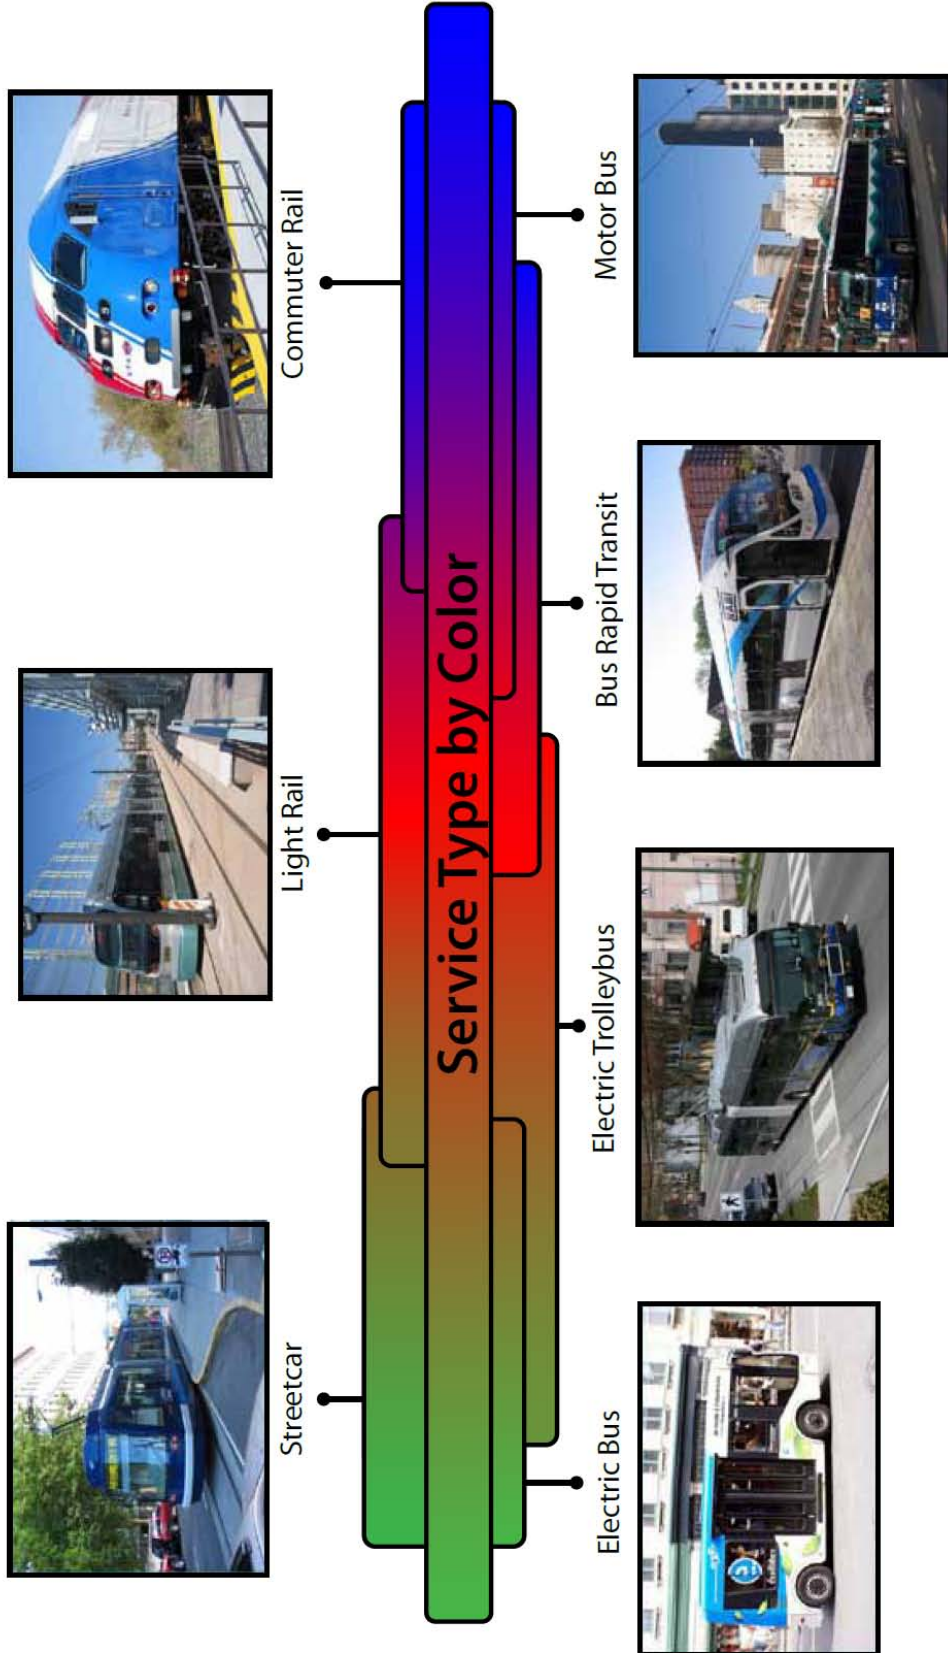 Streetcar
Light Rail
Commuter Rail
Service Type by Color
Electric Bus
Electric Trolleybus
Bus Rapid Transit
Motor Bus